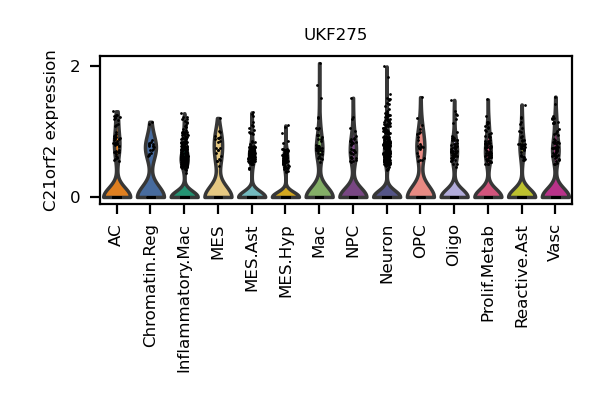 UKF275
C21orf2 expression
2
0
AC
Chromatin.Reg
Inflammatory.Mac
MES
MES.Ast
MES.Hyp
Mac
NPC
Neuron
OPC
Oligo
Prolif.Metab
Reactive.Ast
Vasc